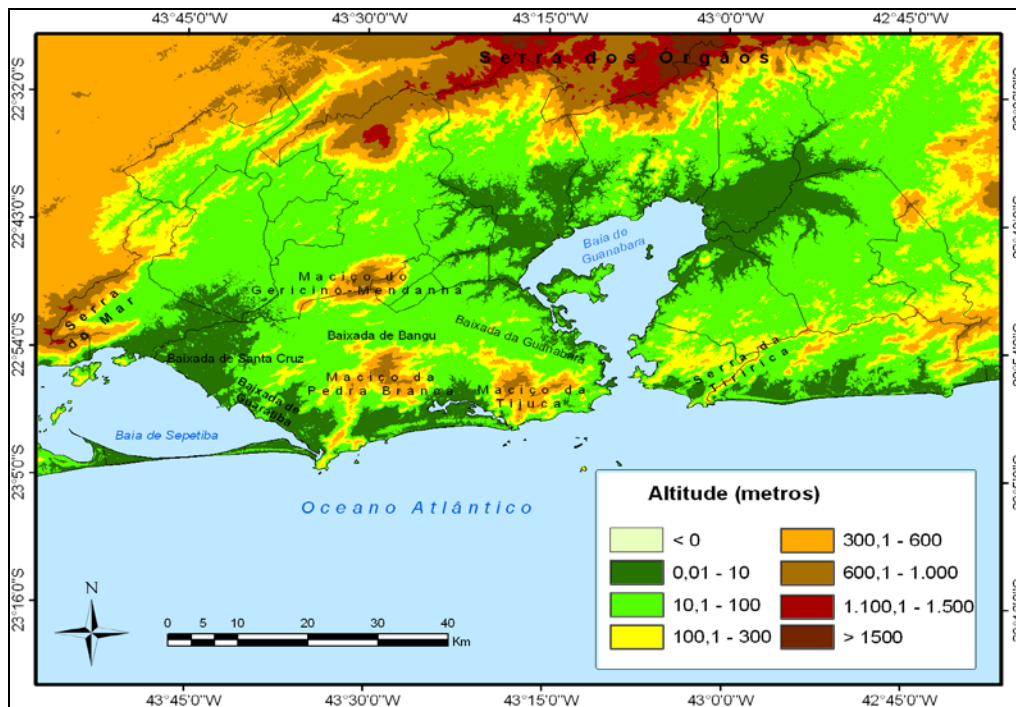 43°45'0"W 43°30'0"W 43°15'0"W 43°0'0"W 42°45'0"W
Serra dos Órgãos
22°32'0"S
22°43'0"S
22°54'0"S
23°5'0"S
23°16'0"S
Baía de
Guanabara
Maciço do
Gericinó-Mendanha
Serra
do Mar
Baixada de Bangu
Baixada da Guanabara
Baixada de Santa Cruz
Baixada de
Guaratiba
Maciço da
Pedra Branca
Maciço da
Tijuca
Serra da
Tiririca
Baía de Sepetiba
Oceano Atlântico
Altitude (metros)
< 0
0,01 - 10
10,1 - 100
100,1 - 300
300,1 - 600
600,1 - 1.000
1.100,1 - 1.500
> 1500
N
0 5 10 20 30 40
Km
43°45'0"W 43°30'0"W 43°15'0"W 43°0'0"W 42°45'0"W